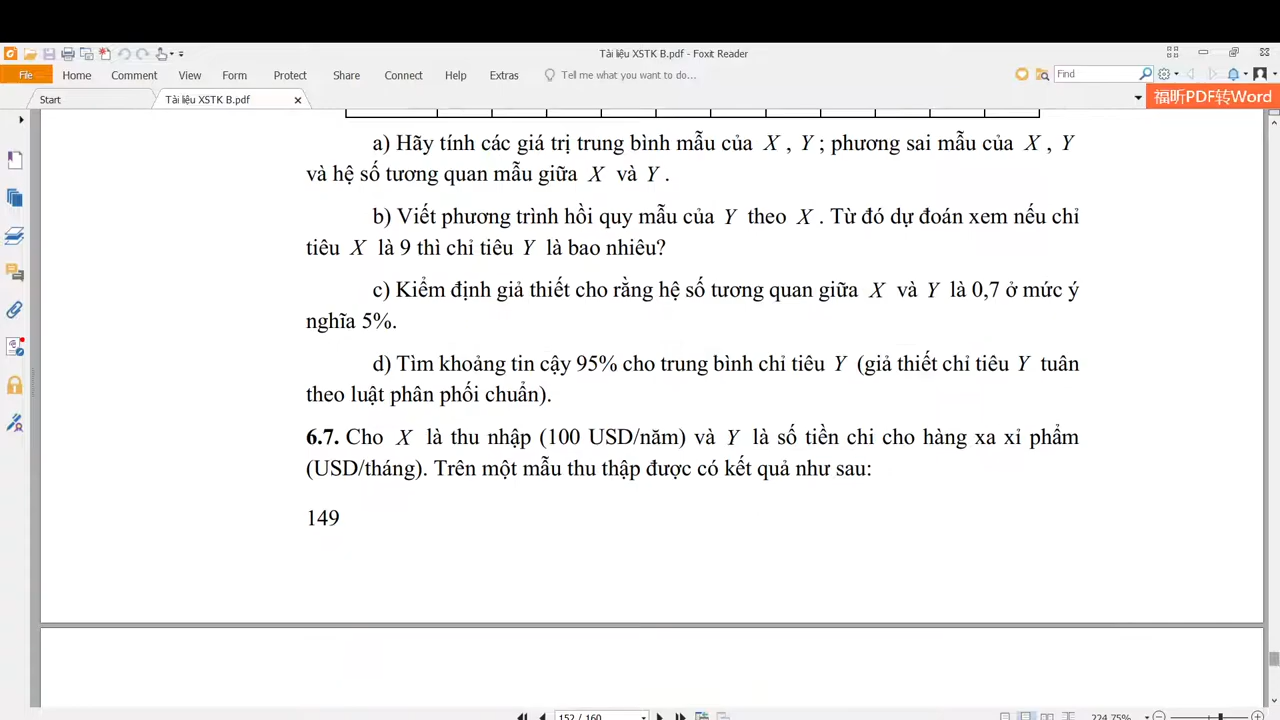 Tài liệu XSTK B.pdf - Foxit Reader
File Home Comment View Form Protect Share Connect Help Extras Tell me what you want to do... Find
Start Tài liệu XSTK B.pdf 福昕PDF转Word
a) Hãy tính các giá trị trung bình mẫu của X , Y ; phương sai mẫu của X , Y
và hệ số tương quan mẫu giữa X và Y .
b) Viết phương trình hồi quy mẫu của Y theo X . Từ đó dự đoán xem nếu chỉ
tiêu X là 9 thì chỉ tiêu Y là bao nhiêu?
c) Kiểm định giả thiết cho rằng hệ số tương quan giữa X và Y là 0,7 ở mức ý
nghĩa 5%.
d) Tìm khoảng tin cậy 95% cho trung bình chỉ tiêu Y (giả thiết chỉ tiêu Y tuân
theo luật phân phối chuẩn).
6.7. Cho X là thu nhập (100 USD/năm) và Y là số tiền chi cho hàng xa xỉ phẩm
(USD/tháng). Trên một mẫu thu thập được có kết quả như sau:
149
152 / 160 224.75%